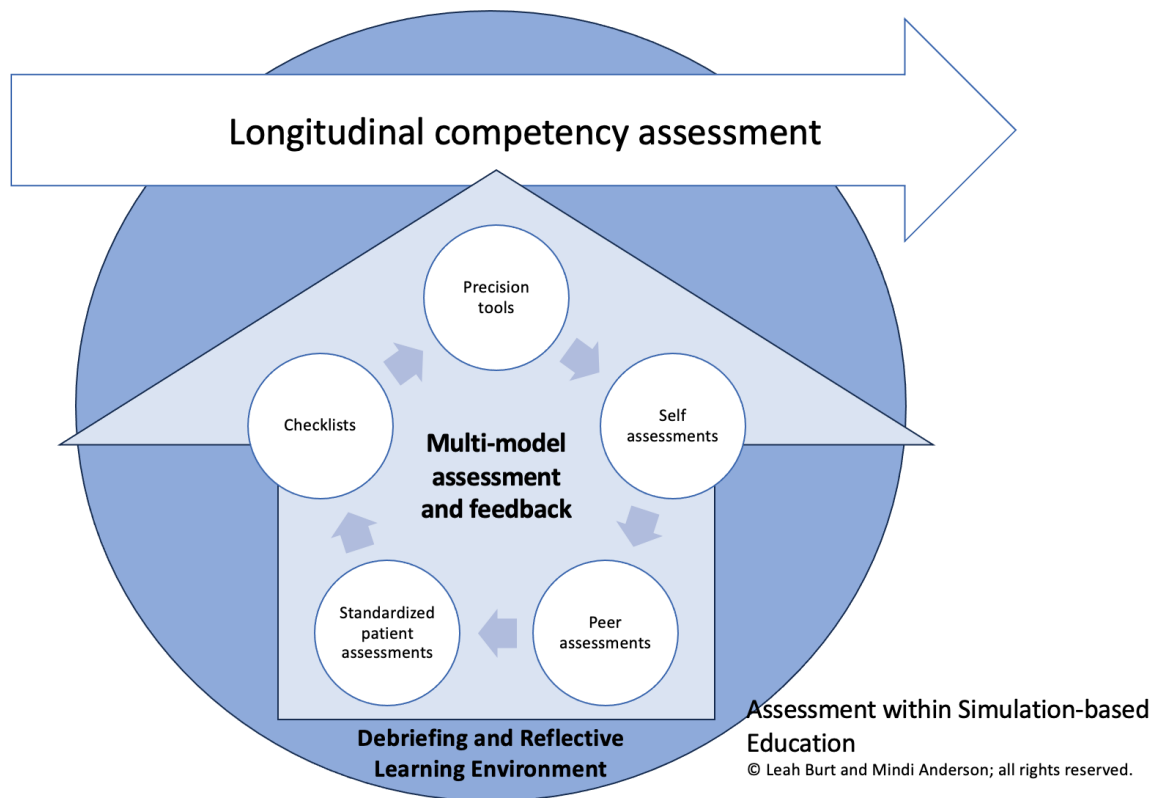 Longitudinal competency assessment
Precision
tools
Checklists
Self
assessments
Multi-model
assessment
and feedback
Standardized
patient
assessments
Peer
assessments
Debriefing and Reflective
Learning Environment
Assessment within Simulation-based
Education
© Leah Burt and Mindi Anderson; all rights reserved.